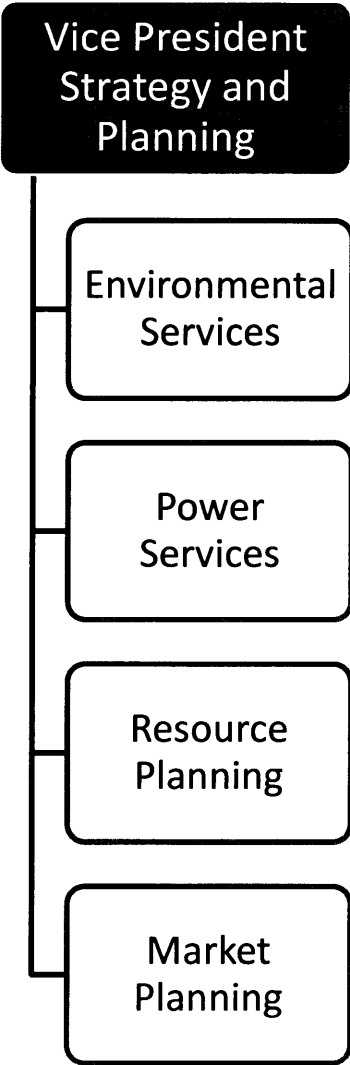 Vice President
Strategy and
Planning
Environmental
Services
Power
Services
Resource
Planning
Market
Planning